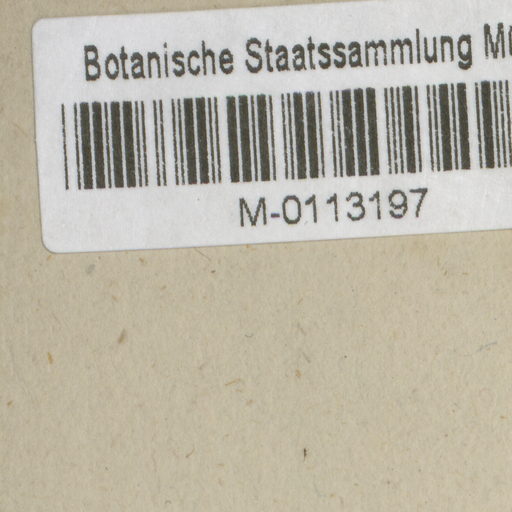 Botanische Staatssammlung
M-0113197